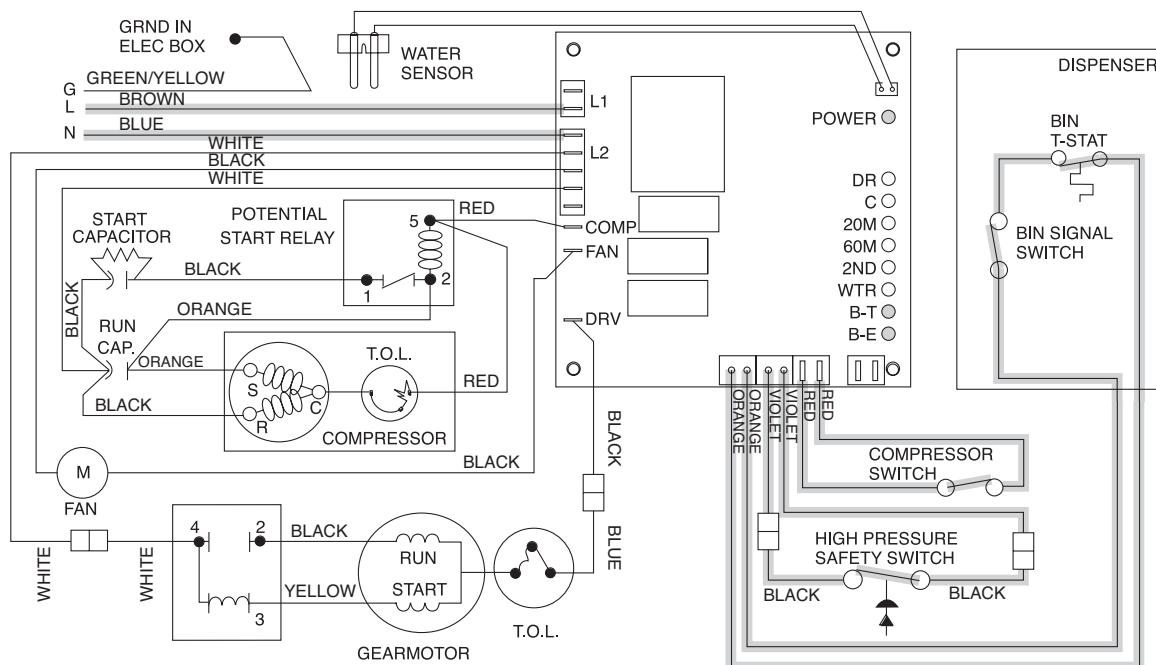 GRND IN
ELEC BOX
WATER
SENSOR
G
GREEN/YELLOW
L
BROWN
N
BLUE
WHITE
BLACK
WHITE
L1
L2
COMP
FAN
DRV
POWER
DR
C
20M
60M
2ND
WTR
B-T
B-E
DISPENSER
BIN
T-STAT
BIN SIGNAL
SWITCH
START
CAPACITOR
POTENTIAL
START RELAY
5
RED
BLACK
1
2
ORANGE
BLACK
RUN
CAP.
ORANGE
BLACK
S
R
C
T.O.L.
COMPRESSOR
RED
BLACK
M
FAN
ORANGE
ORANGE
VIOLET
VIOLET
RED
RED
COMPRESSOR
SWITCH
HIGH PRESSURE
SAFETY SWITCH
BLACK
BLACK
BLACK
BLUE
WHITE
WHITE
4
2
3
BLACK
YELLOW
RUN
START
GEARMOTOR
T.O.L.